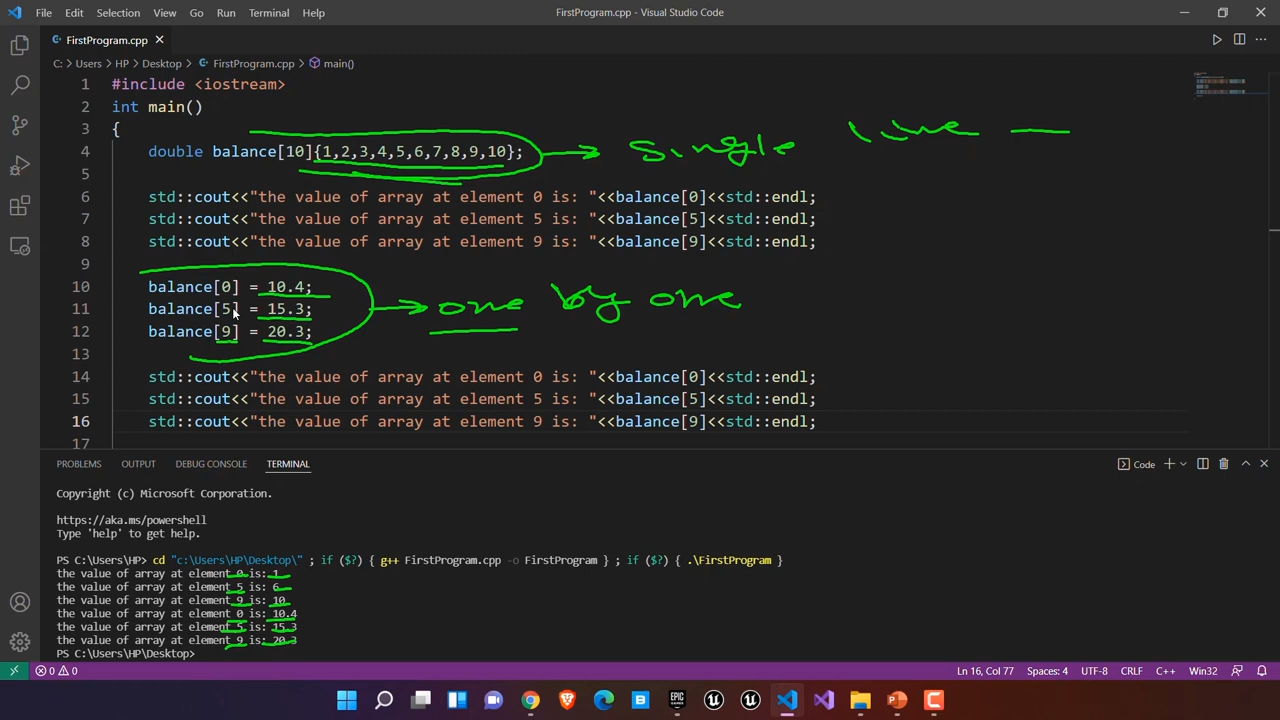 File Edit Selection View Go Run Terminal Help
FirstProgram.cpp - Visual Studio Code
FirstProgram.cpp
C: > Users > HP > Desktop > FirstProgram.cpp > main()
1 #include <iostream>
2 int main()
3 {
4 double balance[10]{1,2,3,4,5,6,7,8,9,10};
single line
5
6 std::cout<<"the value of array at element 0 is: "<<balance[0]<<std::endl;
7 std::cout<<"the value of array at element 5 is: "<<balance[5]<<std::endl;
8 std::cout<<"the value of array at element 9 is: "<<balance[9]<<std::endl;
9
10 balance[0] = 10.4;
11 balance[5] = 15.3;
one by one
12 balance[9] = 20.3;
13
14 std::cout<<"the value of array at element 0 is: "<<balance[0]<<std::endl;
15 std::cout<<"the value of array at element 5 is: "<<balance[5]<<std::endl;
16 std::cout<<"the value of array at element 9 is: "<<balance[9]<<std::endl;
17
PROBLEMS OUTPUT DEBUG CONSOLE TERMINAL
Code
Copyright (c) Microsoft Corporation.
https://aka.ms/powershell
Type 'help' to get help.
PS C:\Users\HP> cd "c:\Users\HP\Desktop\" ; if ($?) { g++ FirstProgram.cpp -o FirstProgram } ; if ($?) { .\FirstProgram }
the value of array at element 0 is: 1
the value of array at element 5 is: 6
the value of array at element 9 is: 10
the value of array at element 0 is: 10.4
the value of array at element 5 is: 15.3
the value of array at element 9 is: 20.3
PS C:\Users\HP\Desktop>
0 0
Ln 16, Col 77 Spaces: 4 UTF-8 CRLF C++ Win32